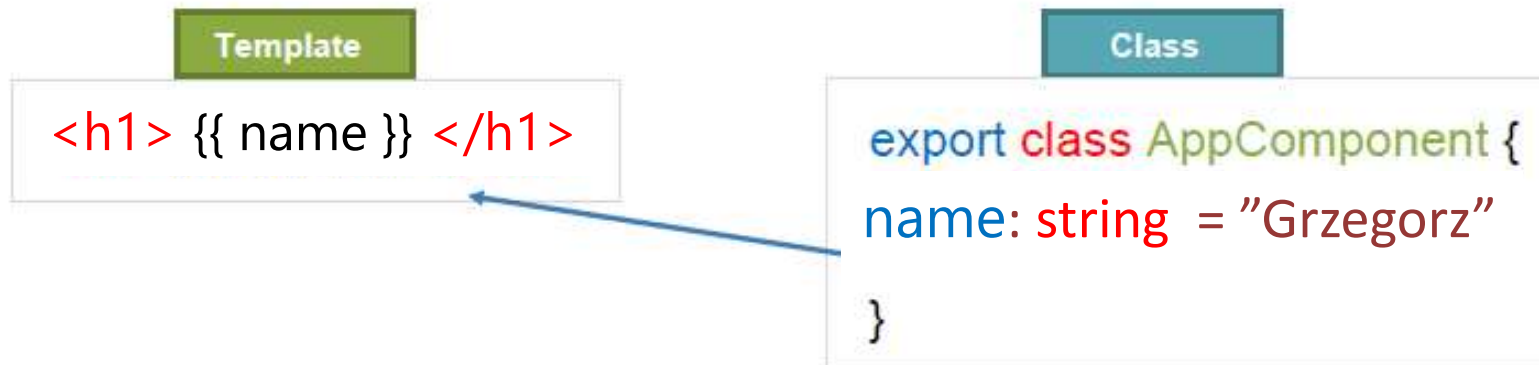 Template
<h1> {{ name }} </h1>
Class
export class AppComponent {
name: string = ”Grzegorz”
}